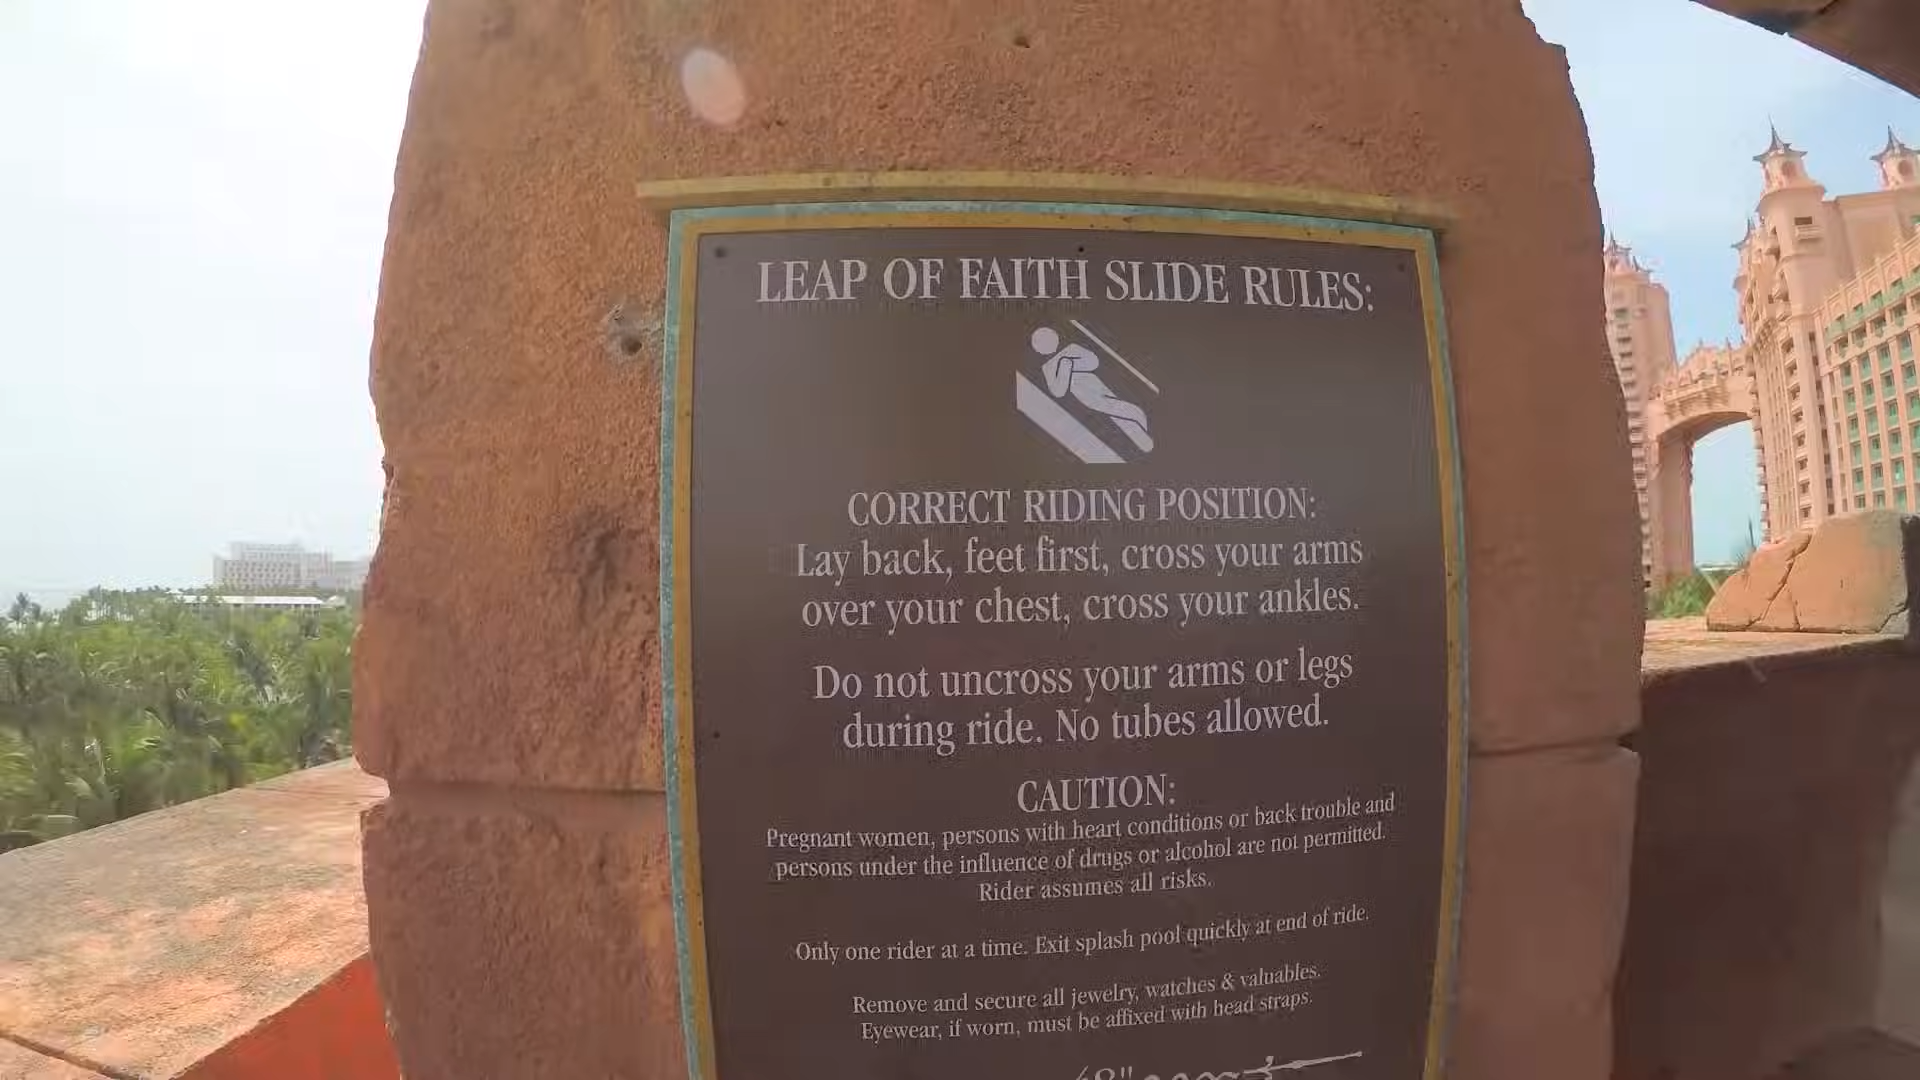 LEAP OF FAITH SLIDE RULES:
CORRECT RIDING POSITION:
Lay back, feet first, cross your arms
over your chest, cross your ankles.
Do not uncross your arms or legs
during ride. No tubes allowed.
CAUTION:
Pregnant women, persons with heart conditions or back trouble and
persons under the influence of drugs or alcohol are not permitted.
Rider assumes all risks.
Only one rider at a time. Exit splash pool quickly at end of ride.
Remove and secure all jewelry, watches & valuables.
Eyewear, if worn, must be affixed with head straps.